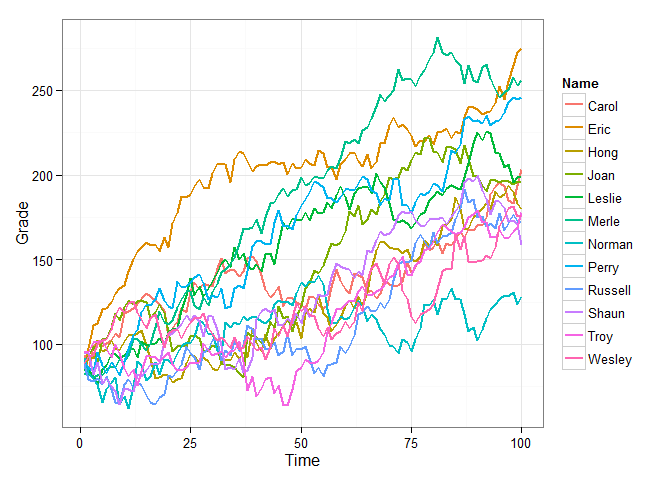 250
200
150
100
Grade
0 25 50 75 100
Time
Name
Carol
Eric
Hong
Joan
Leslie
Merle
Norman
Perry
Russell
Shaun
Troy
Wesley